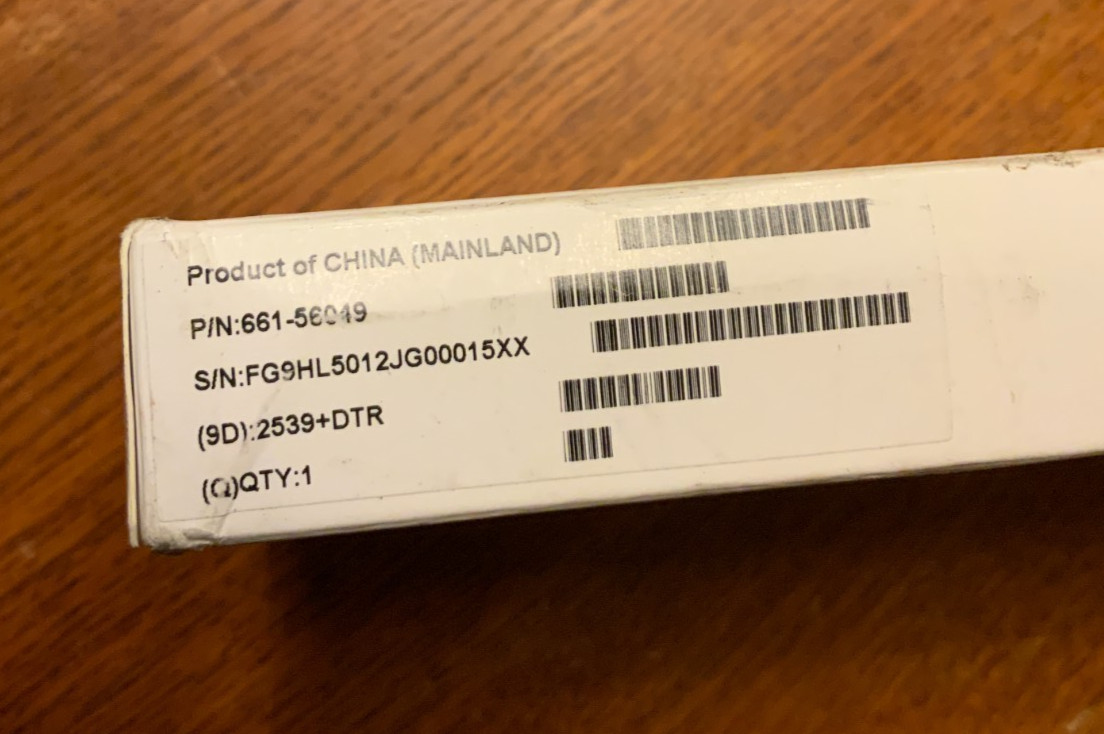 Product of CHINA (MAINLAND)
P/N:661-56049
S/N:FG9HL5012JG00015XX
(9D):2539+DTR
(Q)QTY:1